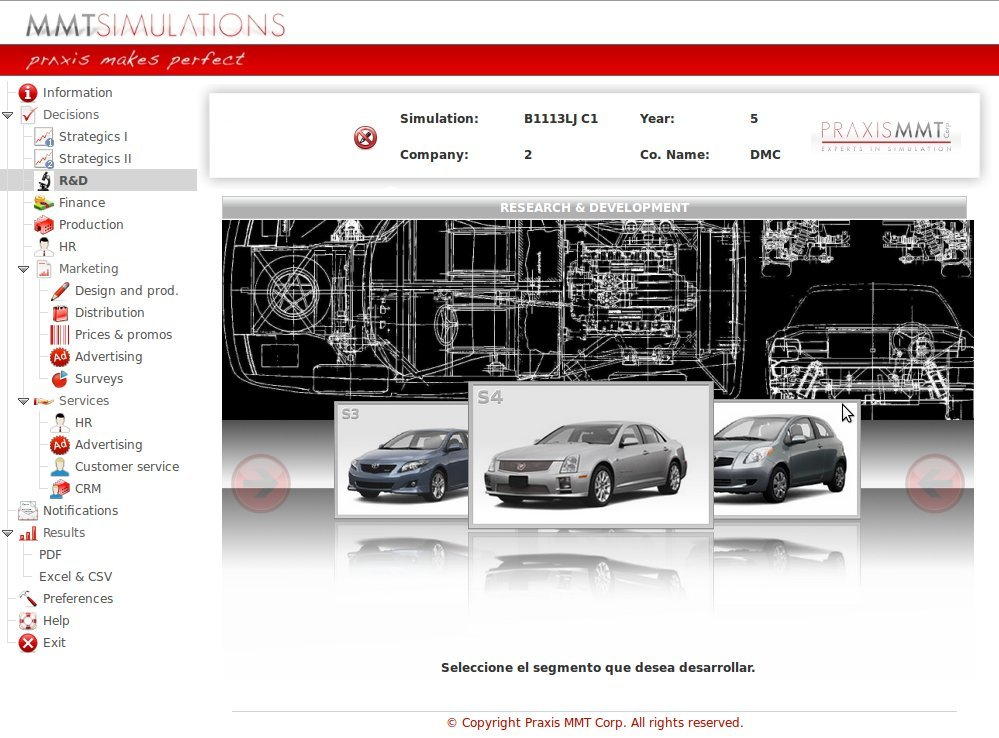 MMTSIMULATIONS
praxis makes perfect
Information
Decisions
Strategics I
Strategics II
R&D
Finance
Production
HR
Marketing
Design and prod.
Distribution
Prices & promos
Advertising
Surveys
Services
HR
Advertising
Customer service
CRM
Notifications
Results
PDF
Excel & CSV
Preferences
Help
Exit
Simulation: B1113LJ C1 Year: 5
Company: 2 Co. Name: DMC
PRAXISMMT Corp
EXPERTS IN SIMULATION
RESEARCH & DEVELOPMENT
S3
S4
Seleccione el segmento que desea desarrollar.
© Copyright Praxis MMT Corp. All rights reserved.